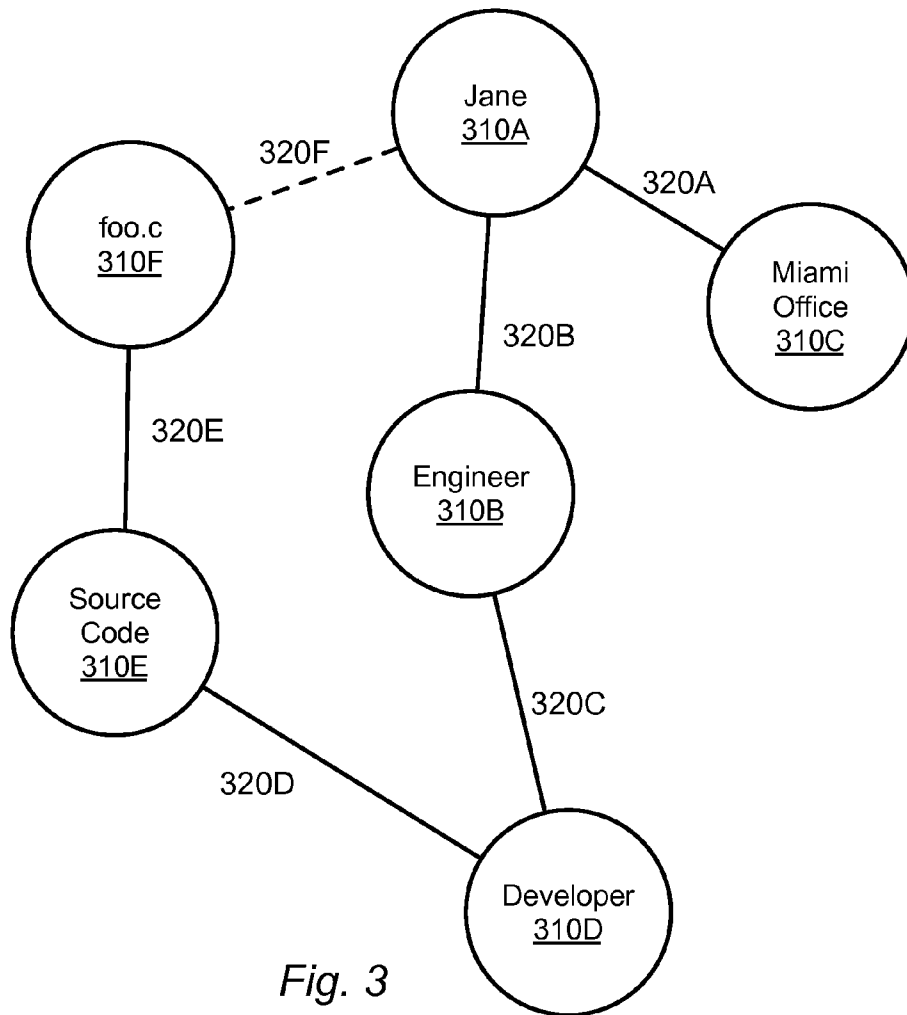 Jane
310A
320F
320A
foo.c
310F
Miami
Office
310C
320B
320E
Engineer
310B
Source
Code
310E
320C
320D
Developer
310D
Fig. 3